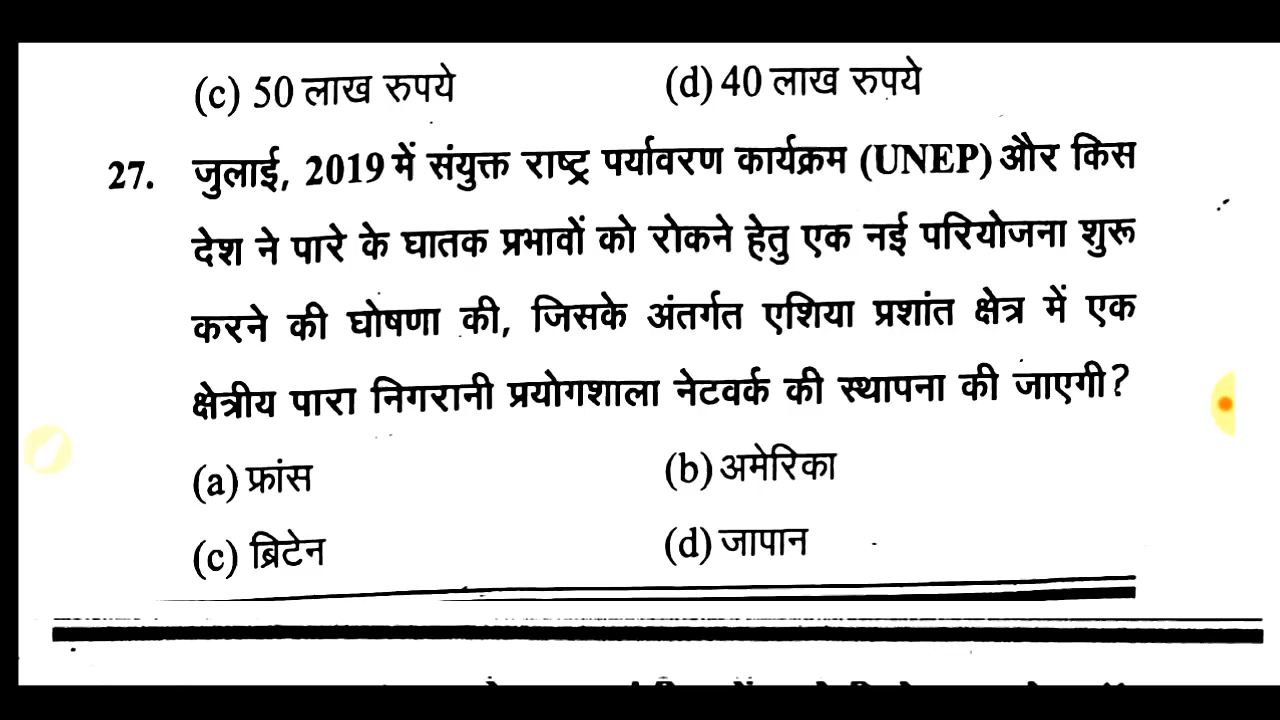 (c) 50 लाख रुपये (d) 40 लाख रुपये
27. जुलाई, 2019 में संयुक्त राष्ट्र पर्यावरण कार्यक्रम (UNEP) और किस
देश ने पारे के घातक प्रभावों को रोकने हेतु एक नई परियोजना शुरू
करने की घोषणा की, जिसके अंतर्गत एशिया प्रशांत क्षेत्र में एक
क्षेत्रीय पारा निगरानी प्रयोगशाला नेटवर्क की स्थापना की जाएगी?
(a) फ्रांस (b) अमेरिका
(c) ब्रिटेन (d) जापान